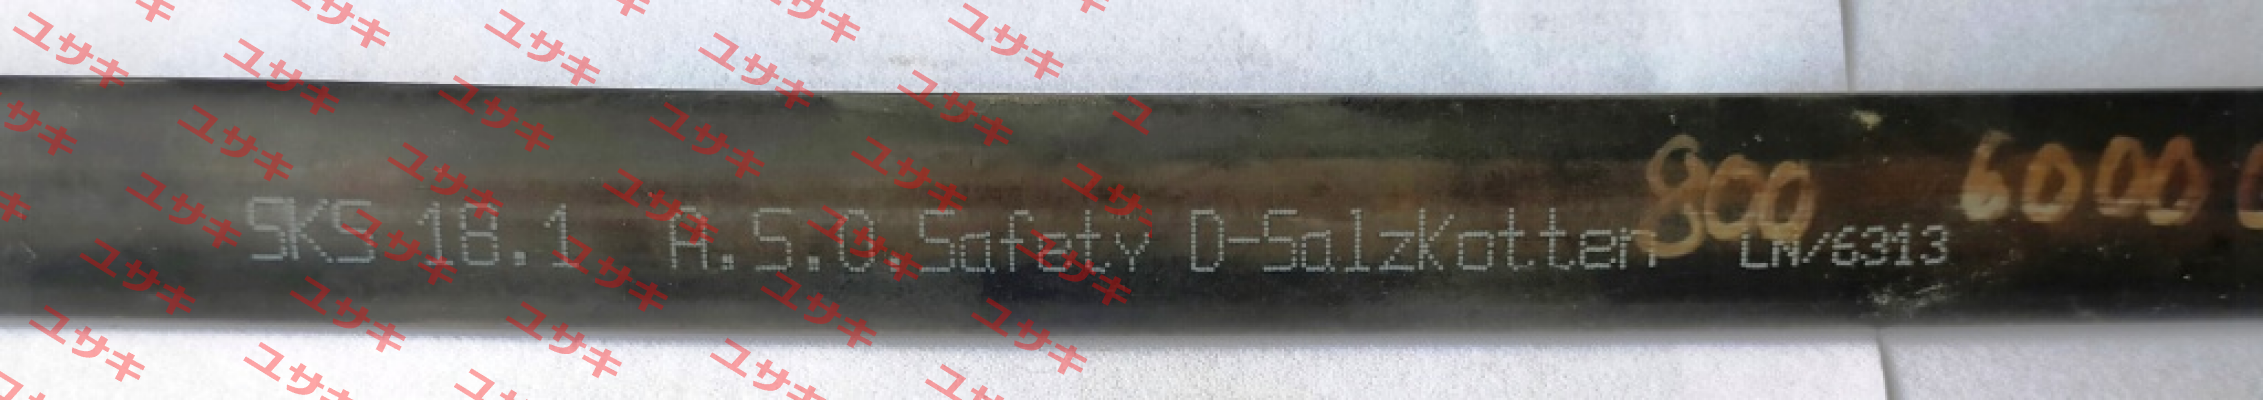 SKS 18.1 A.S.O.Safety D-Salzkotten LN/6313
800 6000
ユサキ